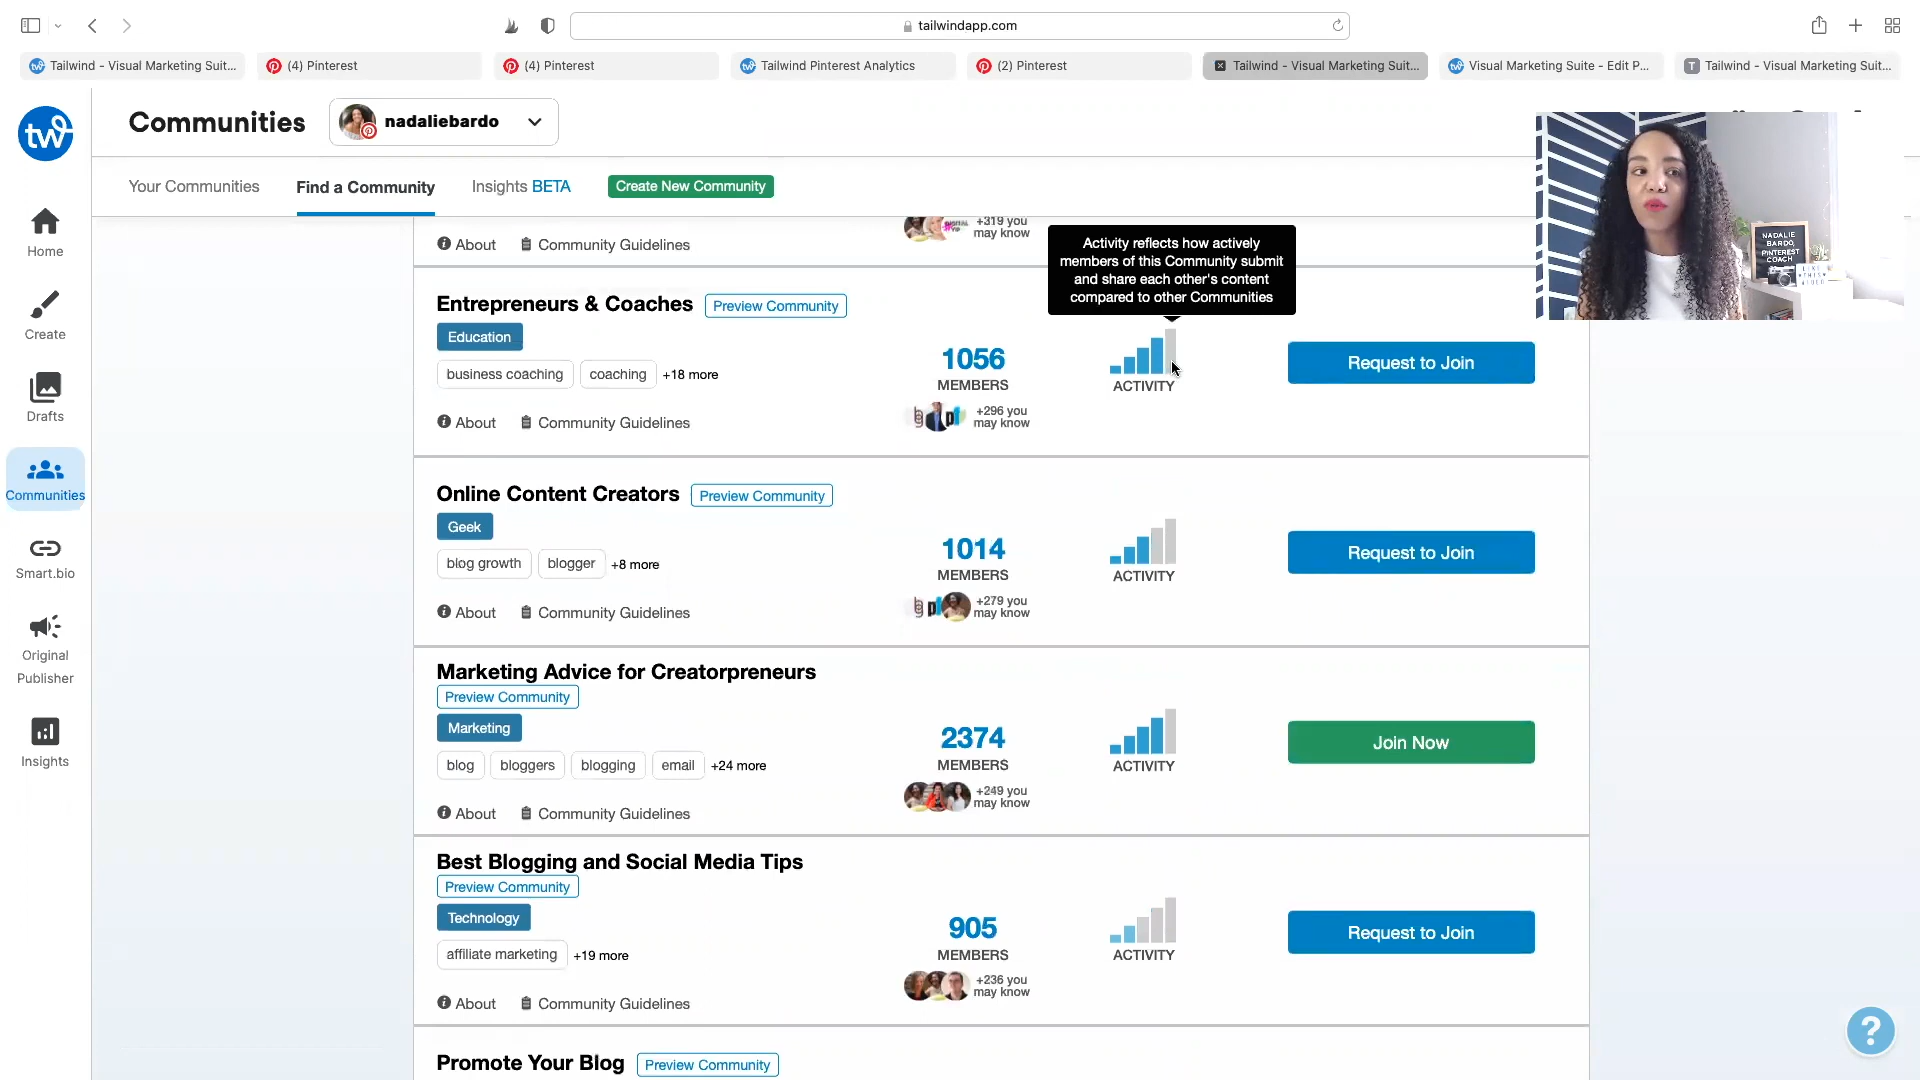 tailwindapp.com
Tailwind - Visual Marketing Suit...
(4) Pinterest
(4) Pinterest
Tailwind Pinterest Analytics
(2) Pinterest
Tailwind - Visual Marketing Suit...
Visual Marketing Suite - Edit P...
T
Tailwind - Visual Marketing Suit...
tw
Communities
nadaliebardo
Your Communities
Find a Community
Insights BETA
Create New Community
Home
Create
Drafts
Communities
Smart.bio
Original
Publisher
Insights
+319 you
may know
About
Community Guidelines
Activity reflects how actively
members of this Community submit
and share each other's content
compared to other Communities
NADALIE
BARDO,
PINTEREST
COACH
Entrepreneurs & Coaches
Preview Community
Education
business coaching
coaching
+18 more
About
Community Guidelines
1056
MEMBERS
+296 you
may know
ACTIVITY
Request to Join
Online Content Creators
Preview Community
Geek
blog growth
blogger
+8 more
About
Community Guidelines
1014
MEMBERS
+279 you
may know
ACTIVITY
Request to Join
Marketing Advice for Creatorpreneurs
Preview Community
Marketing
blog
bloggers
blogging
email
+24 more
About
Community Guidelines
2374
MEMBERS
+249 you
may know
ACTIVITY
Join Now
Best Blogging and Social Media Tips
Preview Community
Technology
affiliate marketing
+19 more
About
Community Guidelines
905
MEMBERS
+236 you
may know
ACTIVITY
Request to Join
Promote Your Blog
Preview Community
?